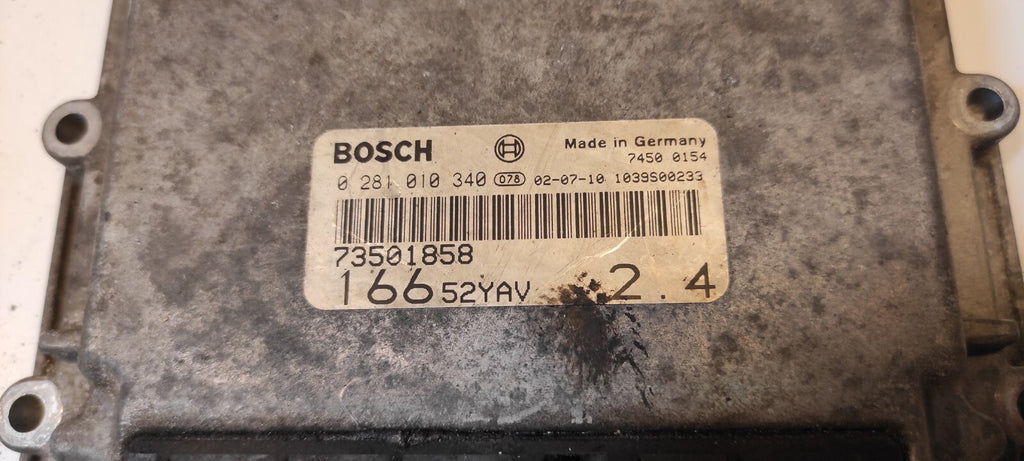 BOSCH Made in Germany
7450 0154
0 281 010 340 078 02-07-10 1039S00233
73501858
166 52YAV 2.4